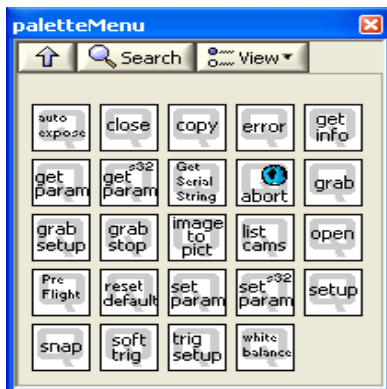 paletteMenu
Search View
auto
expose
close
copy
error
get
info
get
param
get s32
param
Get
Serial
String
abort
grab
grab
setup
grab
stop
image
to
pict
list
cams
open
Pre
Flight
reset
default
set
param
set s32
param
setup
snap
soft
trig
trig
setup
white
balance